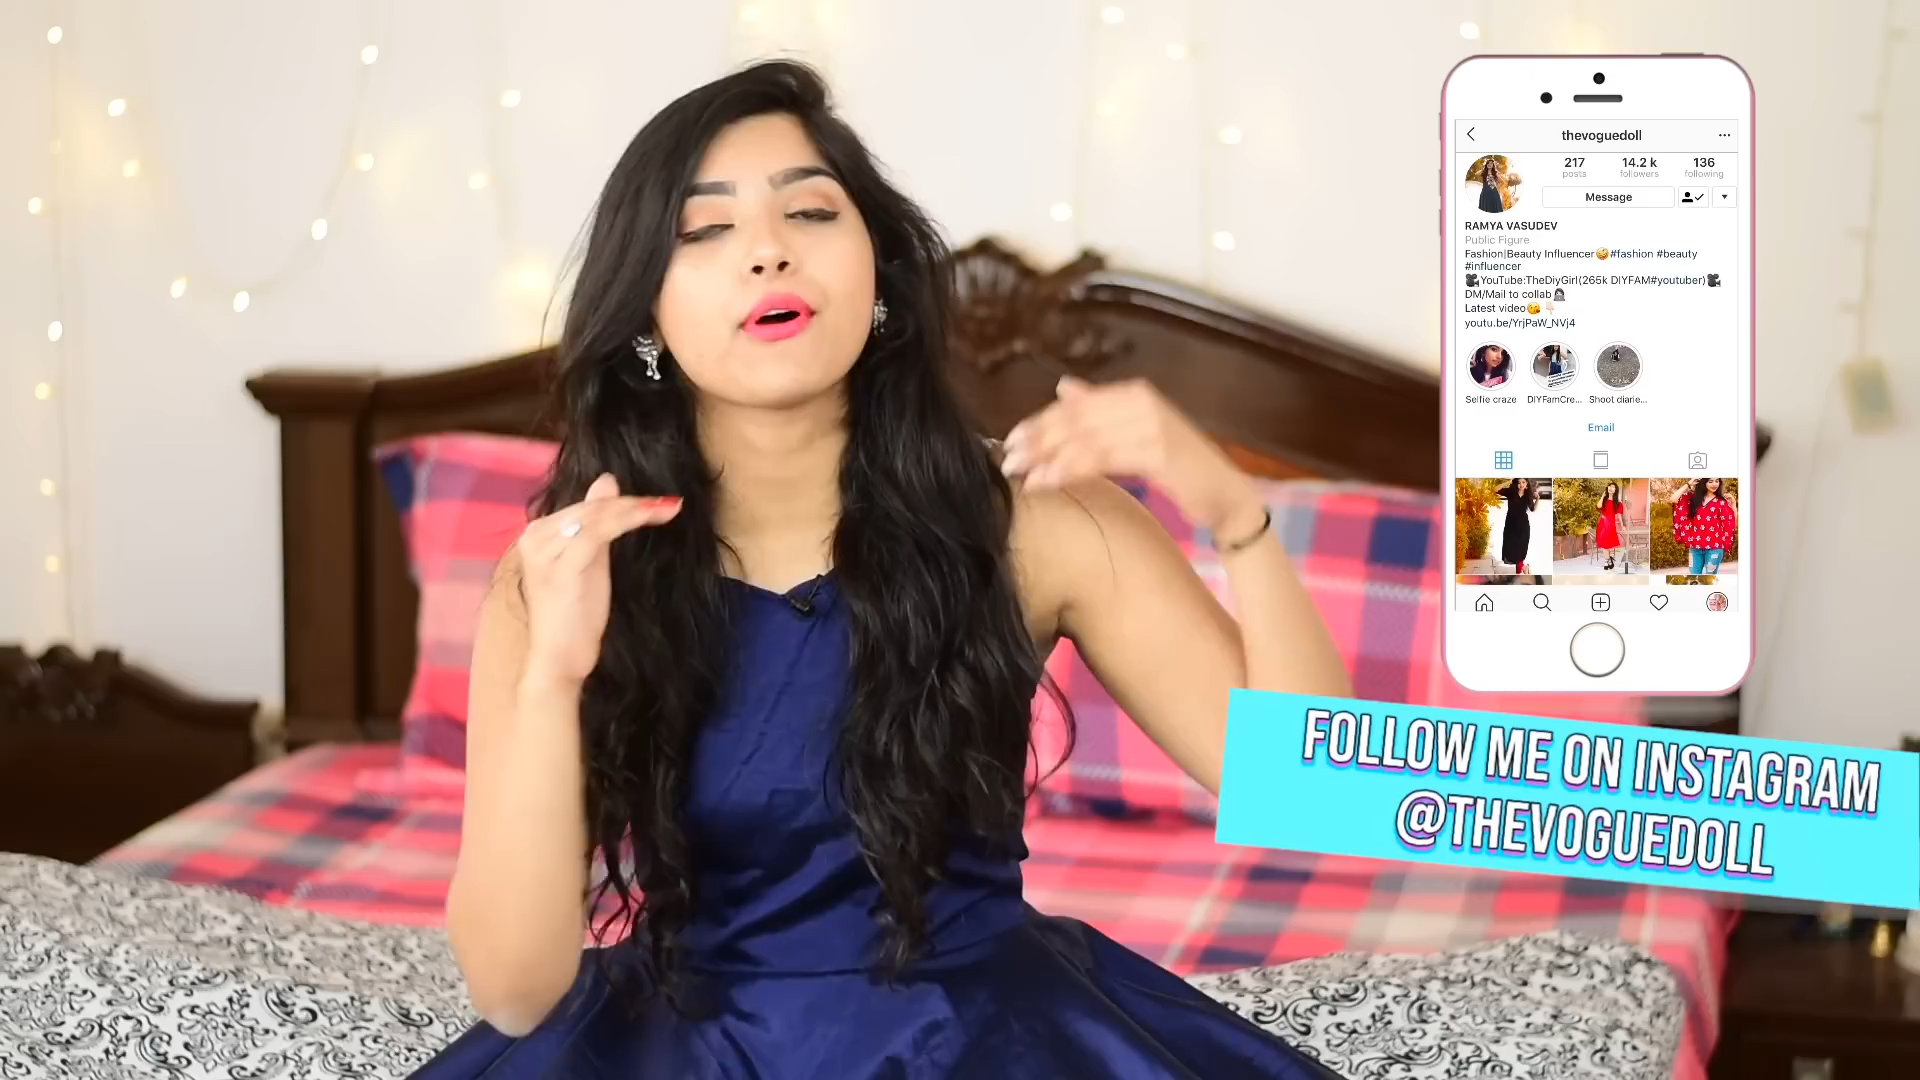 thevoguedoll
217 14.2 k 136
posts followers following
Message
RAMYA VASUDEV
Public Figure
Fashion|Beauty Influencer🤪#fashion #beauty
#influencer
🎥YouTube:TheDiyGirl(265k DIYFAM#youtuber)🎥
DM/Mail to collab
Latest video😘👇🏻
youtu.be/YrjPaW_NVj4
Selfie craze DIYFamCre... Shoot diarie...
Email
FOLLOW ME ON INSTAGRAM
@THEVOGUEDOLL